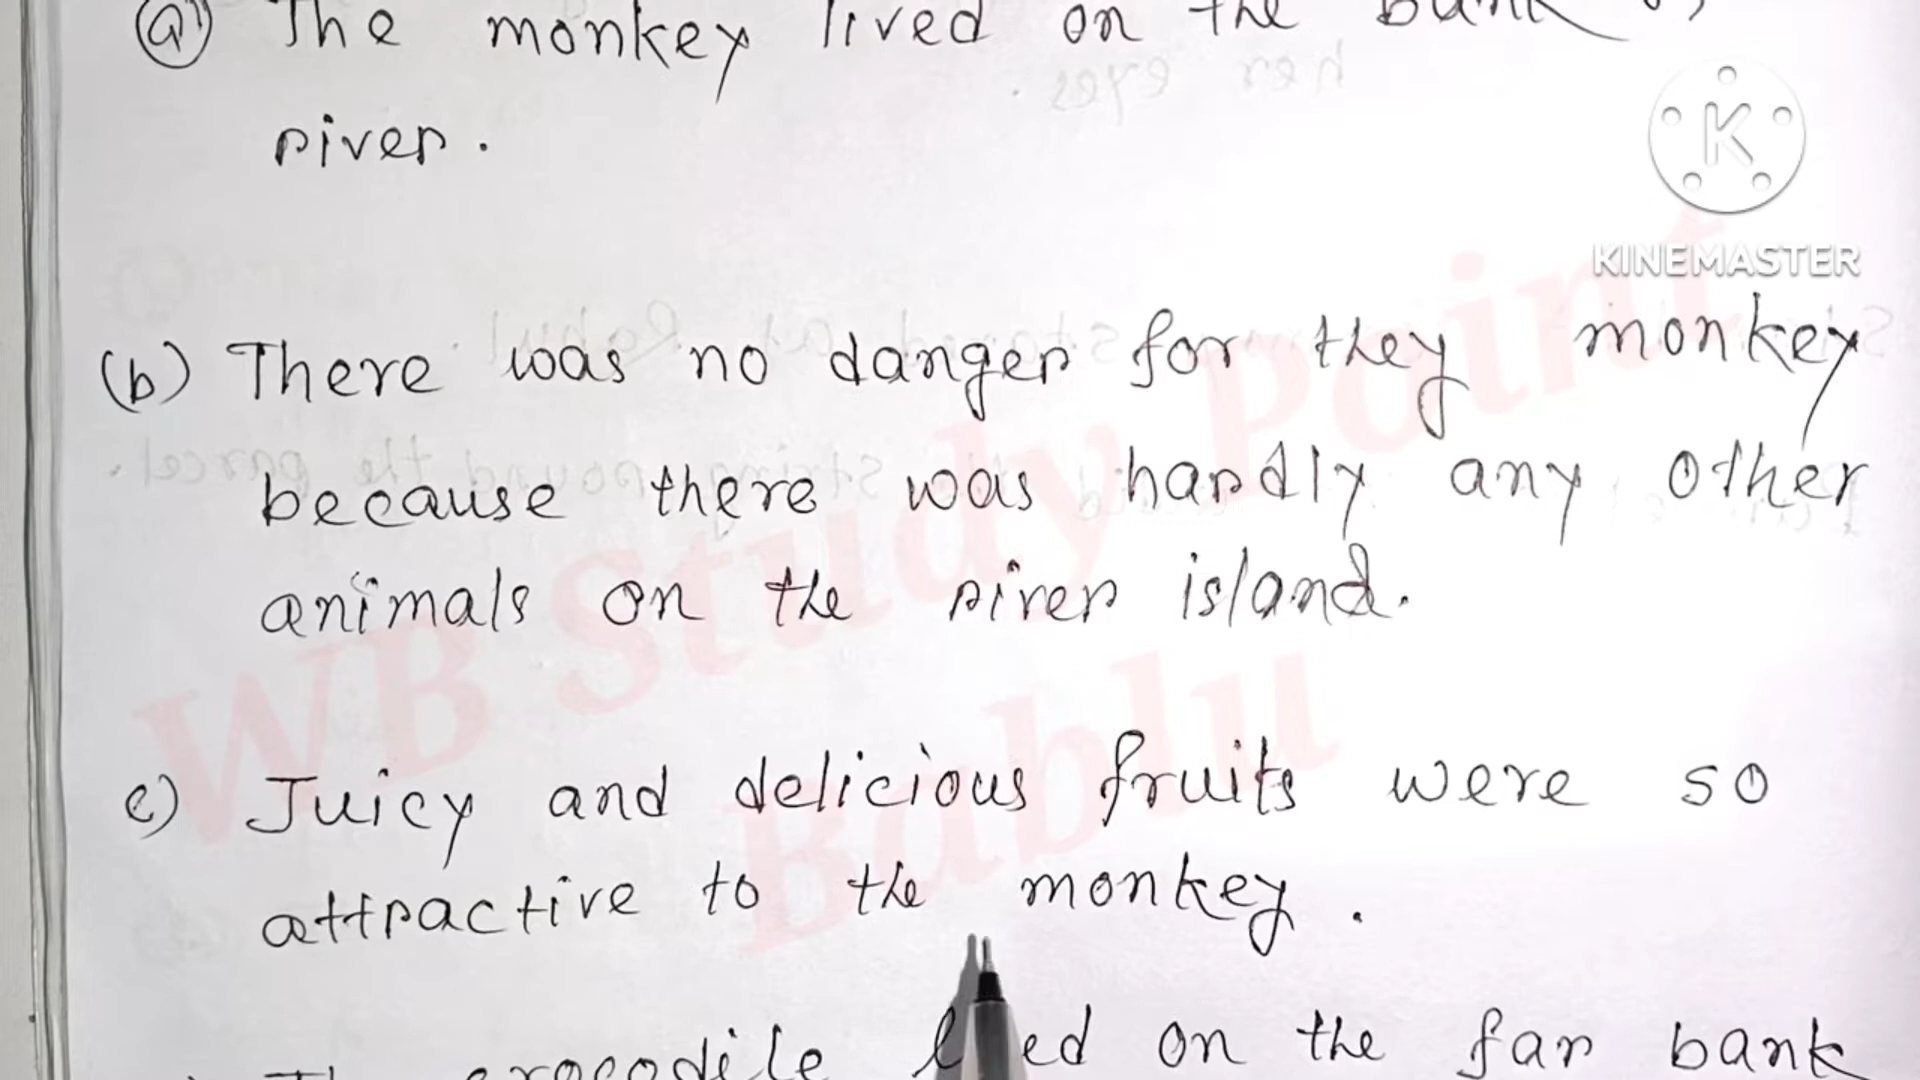 (a) The monkey lived on the bank
river.
KINEMASTER
(b) There was no danger for they monkey
because there was hardly any other
animals on the river island.
c) Juicy and delicious fruits were so
attractive to the monkey.
crocodile on the far bank
WB Study Point
Bablu